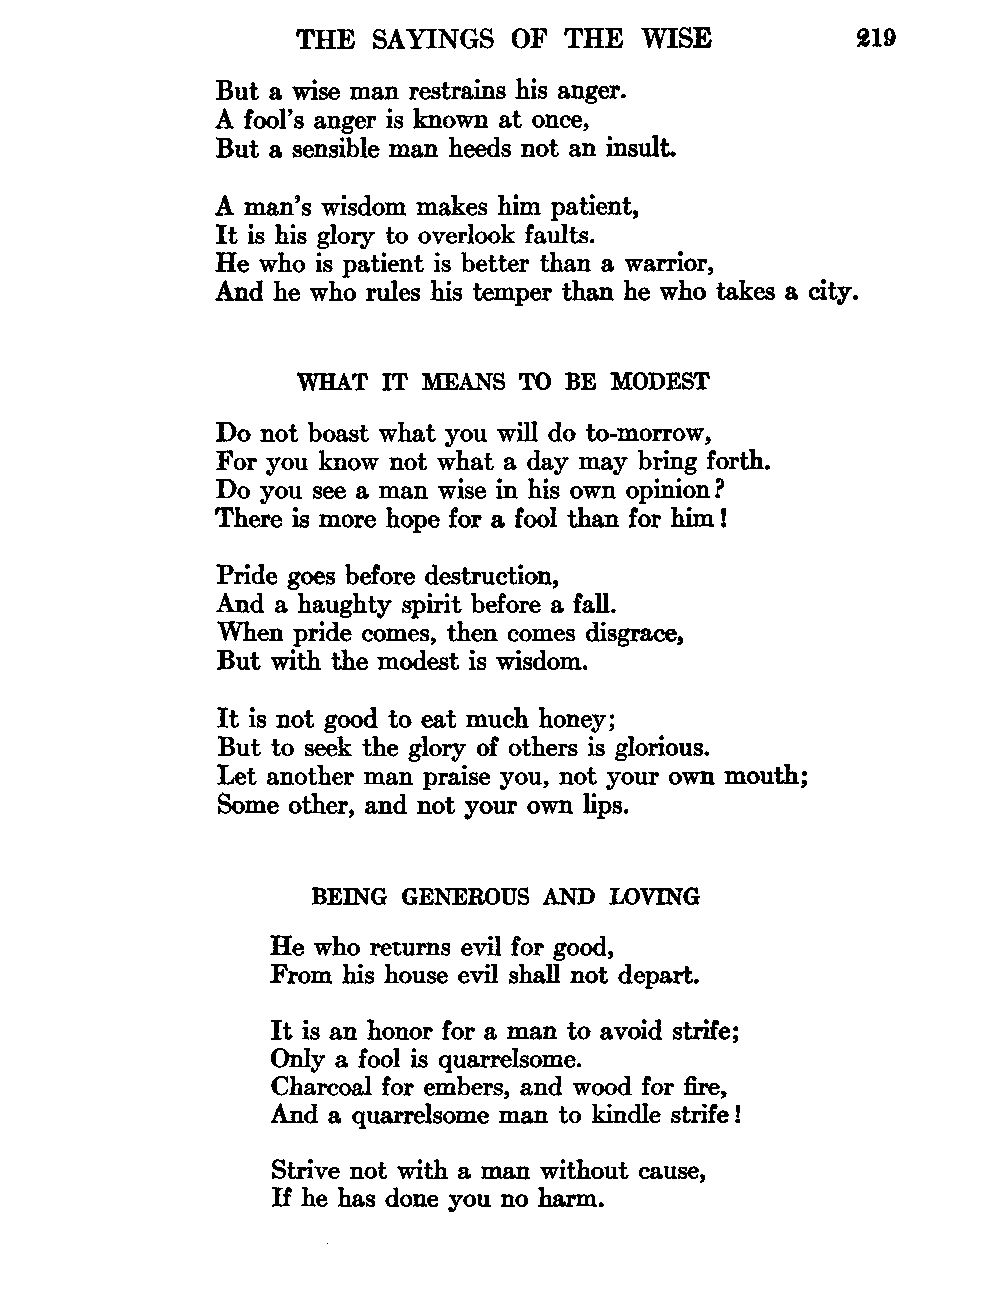 THE SAYINGS OF THE WISE 219
But a wise man restrains his anger.
A fool's anger is known at once,
But a sensible man heeds not an insult.
A man's wisdom makes him patient,
It is his glory to overlook faults.
He who is patient is better than a warrior,
And he who rules his temper than he who takes a city.
WHAT IT MEANS TO BE MODEST
Do not boast what you will do to-morrow,
For you know not what a day may bring forth.
Do you see a man wise in his own opinion?
There is more hope for a fool than for him!
Pride goes before destruction,
And a haughty spirit before a fall.
When pride comes, then comes disgrace,
But with the modest is wisdom.
It is not good to eat much honey;
But to seek the glory of others is glorious.
Let another man praise you, not your own mouth;
Some other, and not your own lips.
BEING GENEROUS AND LOVING
He who returns evil for good,
From his house evil shall not depart.
It is an honor for a man to avoid strife;
Only a fool is quarrelsome.
Charcoal for embers, and wood for fire,
And a quarrelsome man to kindle strife!
Strive not with a man without cause,
If he has done you no harm.